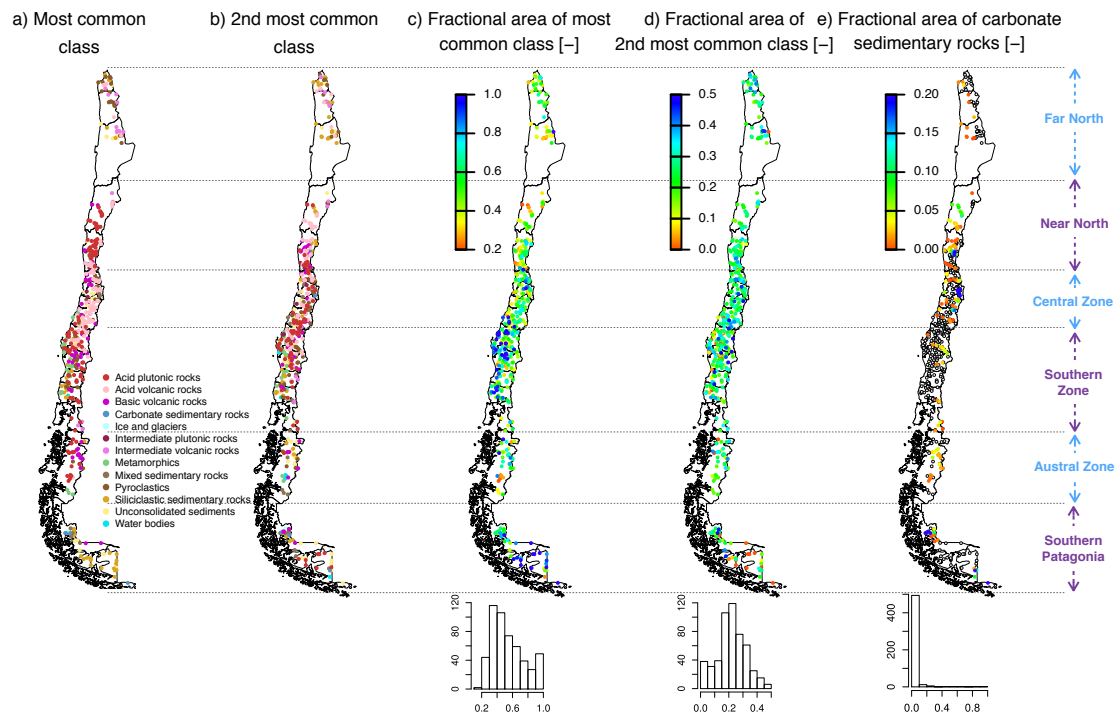 a) Most common
class
b) 2nd most common
class
c) Fractional area of most
common class [−]
d) Fractional area of
2nd most common class [−]
e) Fractional area of carbonate
sedimentary rocks [−]
1.0
0.8
0.6
0.4
0.2
0.5
0.4
0.3
0.2
0.1
0.0
0.20
0.15
0.10
0.05
0.00
Far North
Near North
Central Zone
Southern
Zone
Austral Zone
Southern
Patagonia
Acid plutonic rocks
Acid volcanic rocks
Basic volcanic rocks
Carbonate sedimentary rocks
Ice and glaciers
Intermediate plutonic rocks
Intermediate volcanic rocks
Metamorphics
Mixed sedimentary rocks
Pyroclastics
Siliciclastic sedimentary rocks
Unconsolidated sediments
Water bodies
120
80
40
0
0.2 0.6 1.0
120
80
40
0
0.0 0.2 0.4
400
200
0
0.0 0.4 0.8